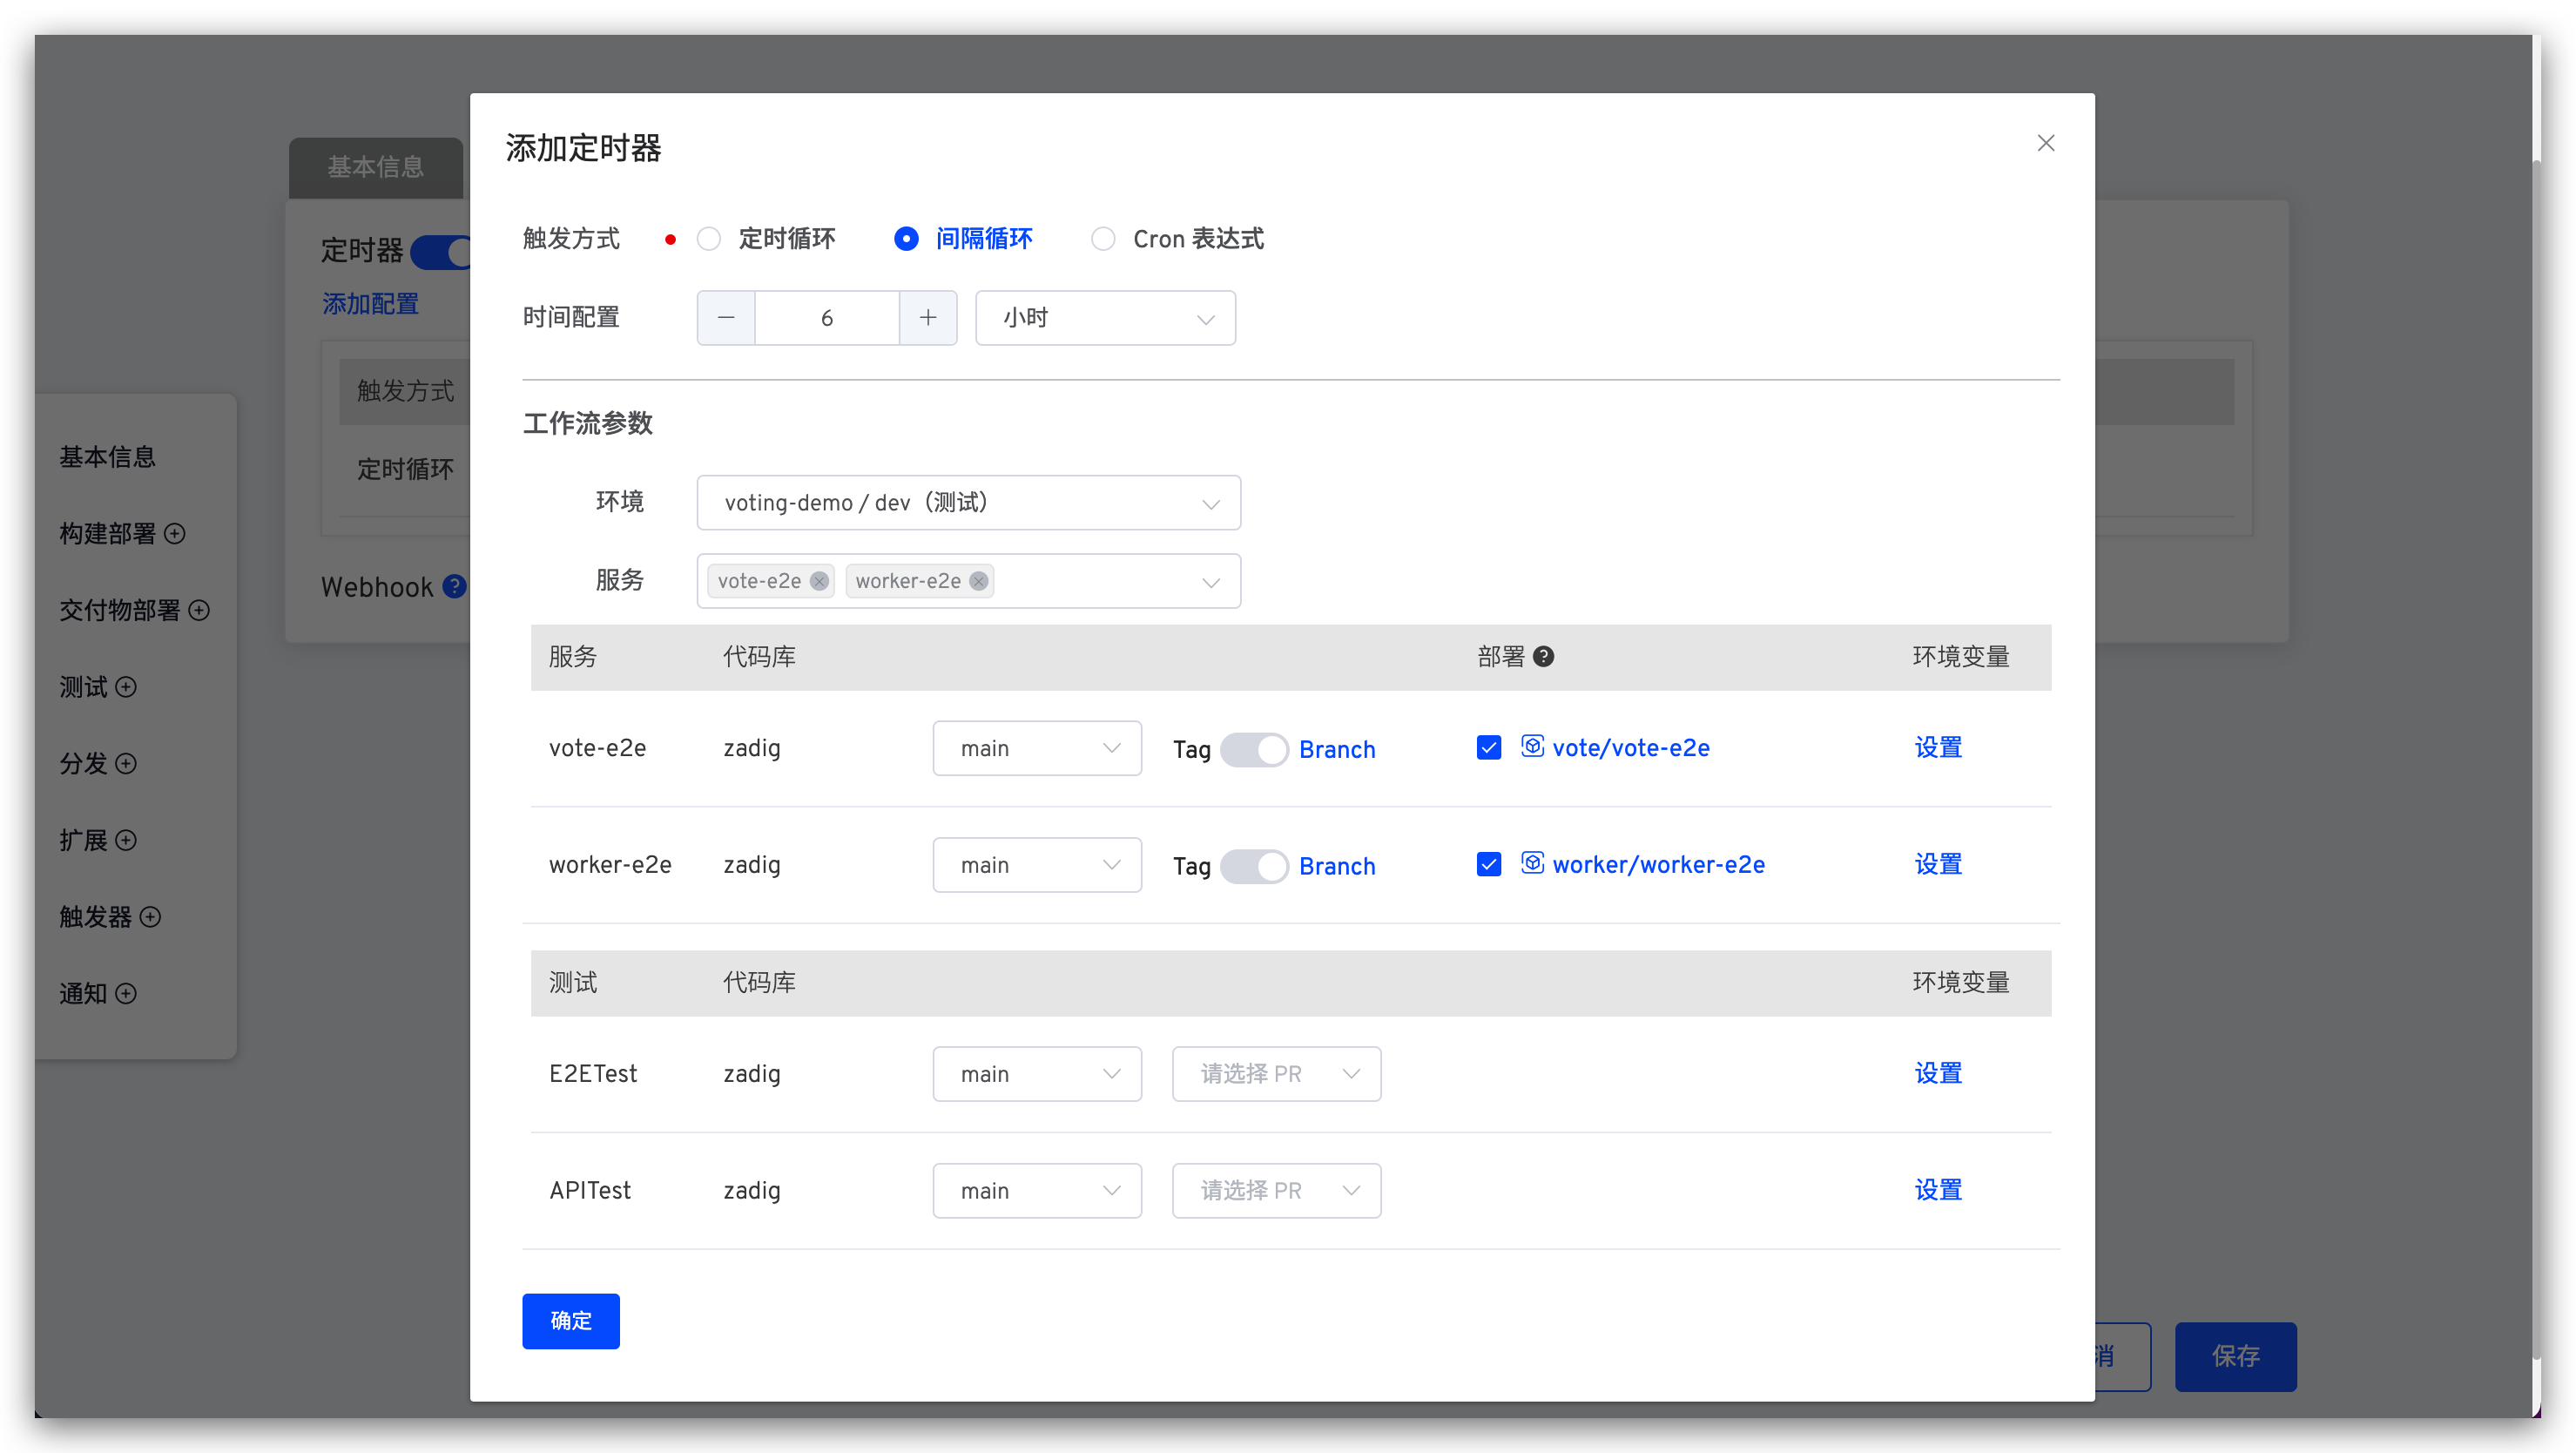 基本信息
定时器
添加配置
触发方式
定时循环
Webhook ?
基本信息
构建部署
交付物部署
测试
分发
扩展
触发器
通知
添加定时器
触发方式 定时循环 间隔循环 Cron 表达式
时间配置 6 小时
工作流参数
环境 voting-demo / dev（测试）
服务 vote-e2e worker-e2e
服务 代码库 部署 ? 环境变量
vote-e2e zadig main Tag Branch vote/vote-e2e 设置
worker-e2e zadig main Tag Branch worker/worker-e2e 设置
测试 代码库 环境变量
E2ETest zadig main 请选择 PR 设置
APITest zadig main 请选择 PR 设置
确定
消 保存